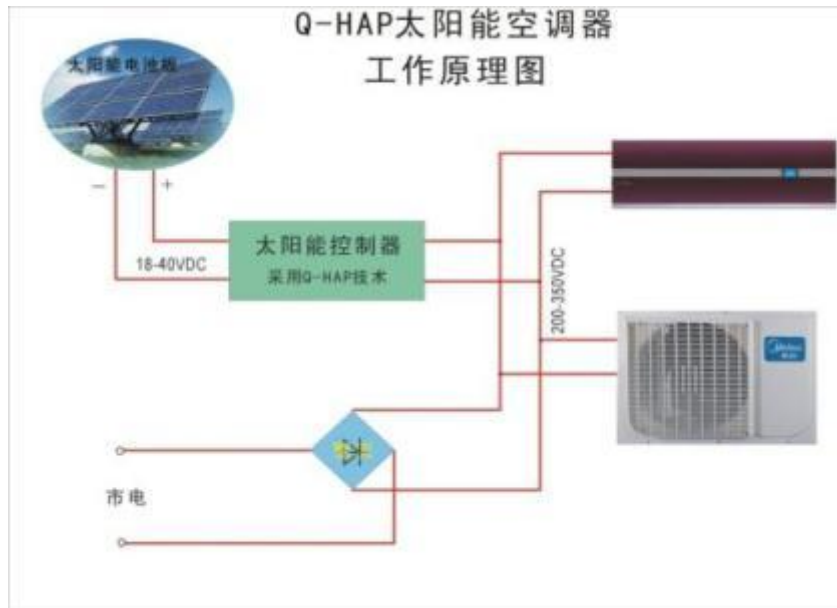 Q-HAP太阳能空调器
工作原理图
太阳能电池板
— +
18-40VDC
太阳能控制器
采用Q-HAP技术
200-350VDC
Midea
市电